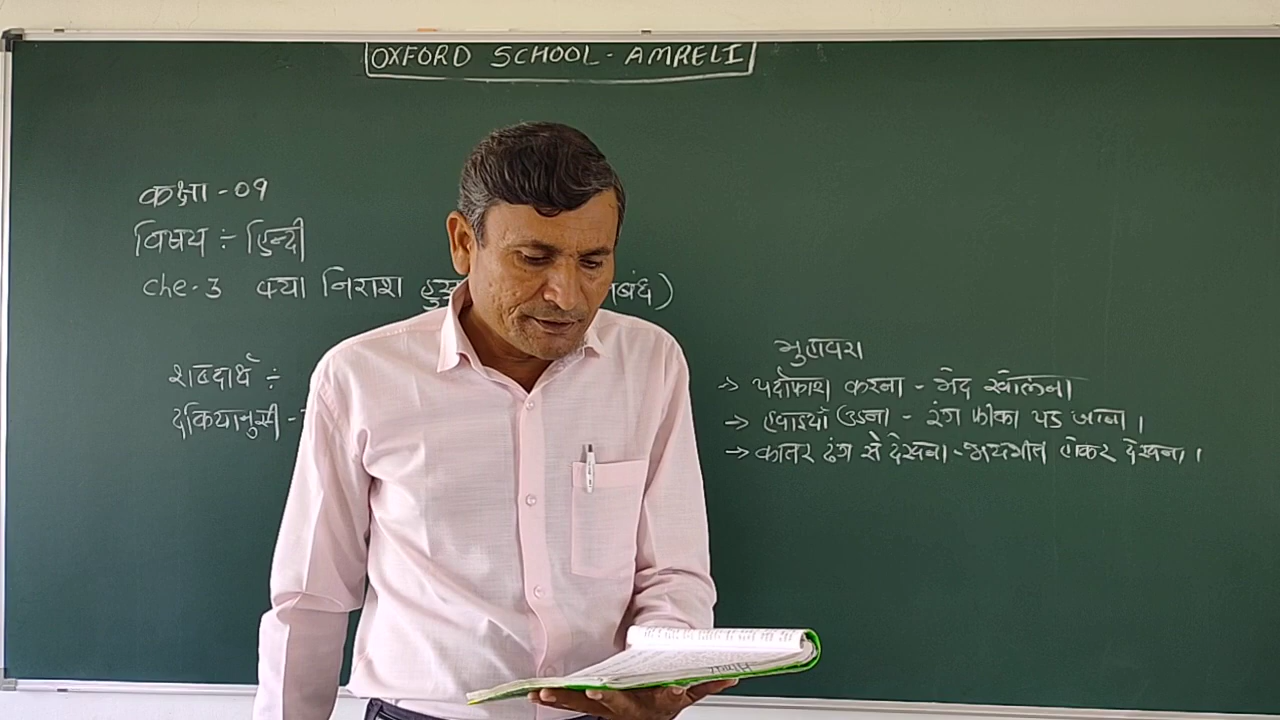 OXFORD SCHOOL - AMRELI
कक्षा - 09
विषय ÷ हिन्दी
che. 3 क्या निराश
शब्दार्थ ÷
दकियानुसी -
मुहावरा
→ पर्दाफाश करना - भेद खोलना
→ हवाइयाँ उडना - रंग फीका पड जाना।
→ कातर ढंग से देखना - भयभीत होकर देखना।